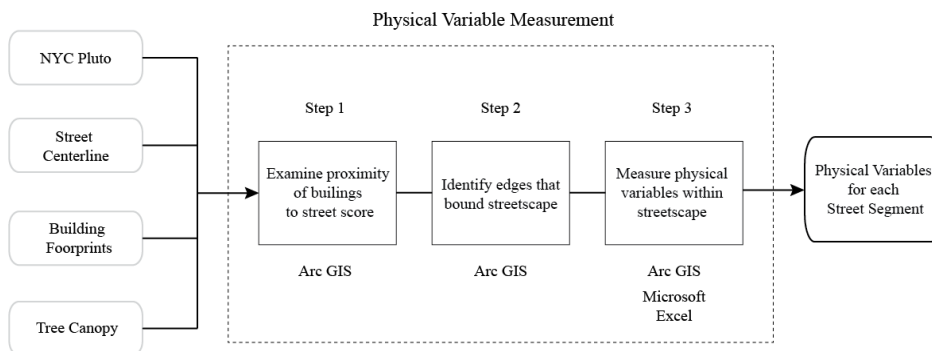 Physical Variable Measurement
NYC Pluto
Street
Centerline
Building
Foorprints
Tree Canopy
Step 1
Examine proximity
of builings
to street score
Arc GIS
Step 2
Identify edges that
bound streetscape
Arc GIS
Step 3
Measure physical
variables within
streetscape
Arc GIS
Microsoft
Excel
Physical Variables
for each
Street Segment